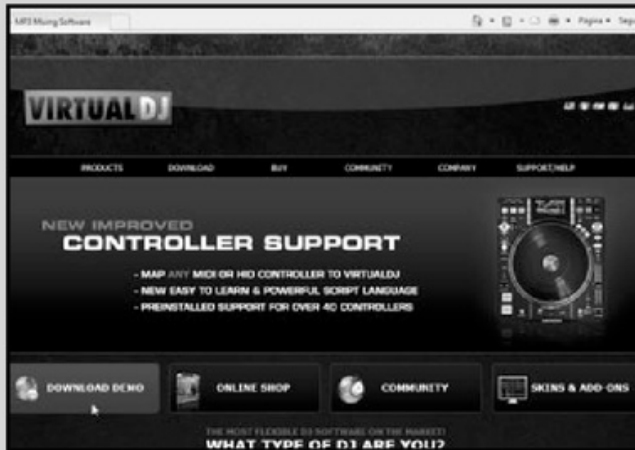 MP3 Mixing Software
Página
VIRTUAL DJ
PRODUCTS DOWNLOAD BUY COMMUNITY COMPANY SUPPORT/HELP
NEW IMPROVED
CONTROLLER SUPPORT
- MAP ANY MIDI OR HID CONTROLLER TO VIRTUALDJ
- NEW EASY TO LEARN & POWERFUL SCRIPT LANGUAGE
- PREINSTALLED SUPPORT FOR OVER 40 CONTROLLERS
DOWNLOAD DEMO ONLINE SHOP COMMUNITY SKINS & ADD-ONS
THE MOST FLEXIBLE DJ SOFTWARE ON THE MARKET!
WHAT TYPE OF DJ ARE YOU?